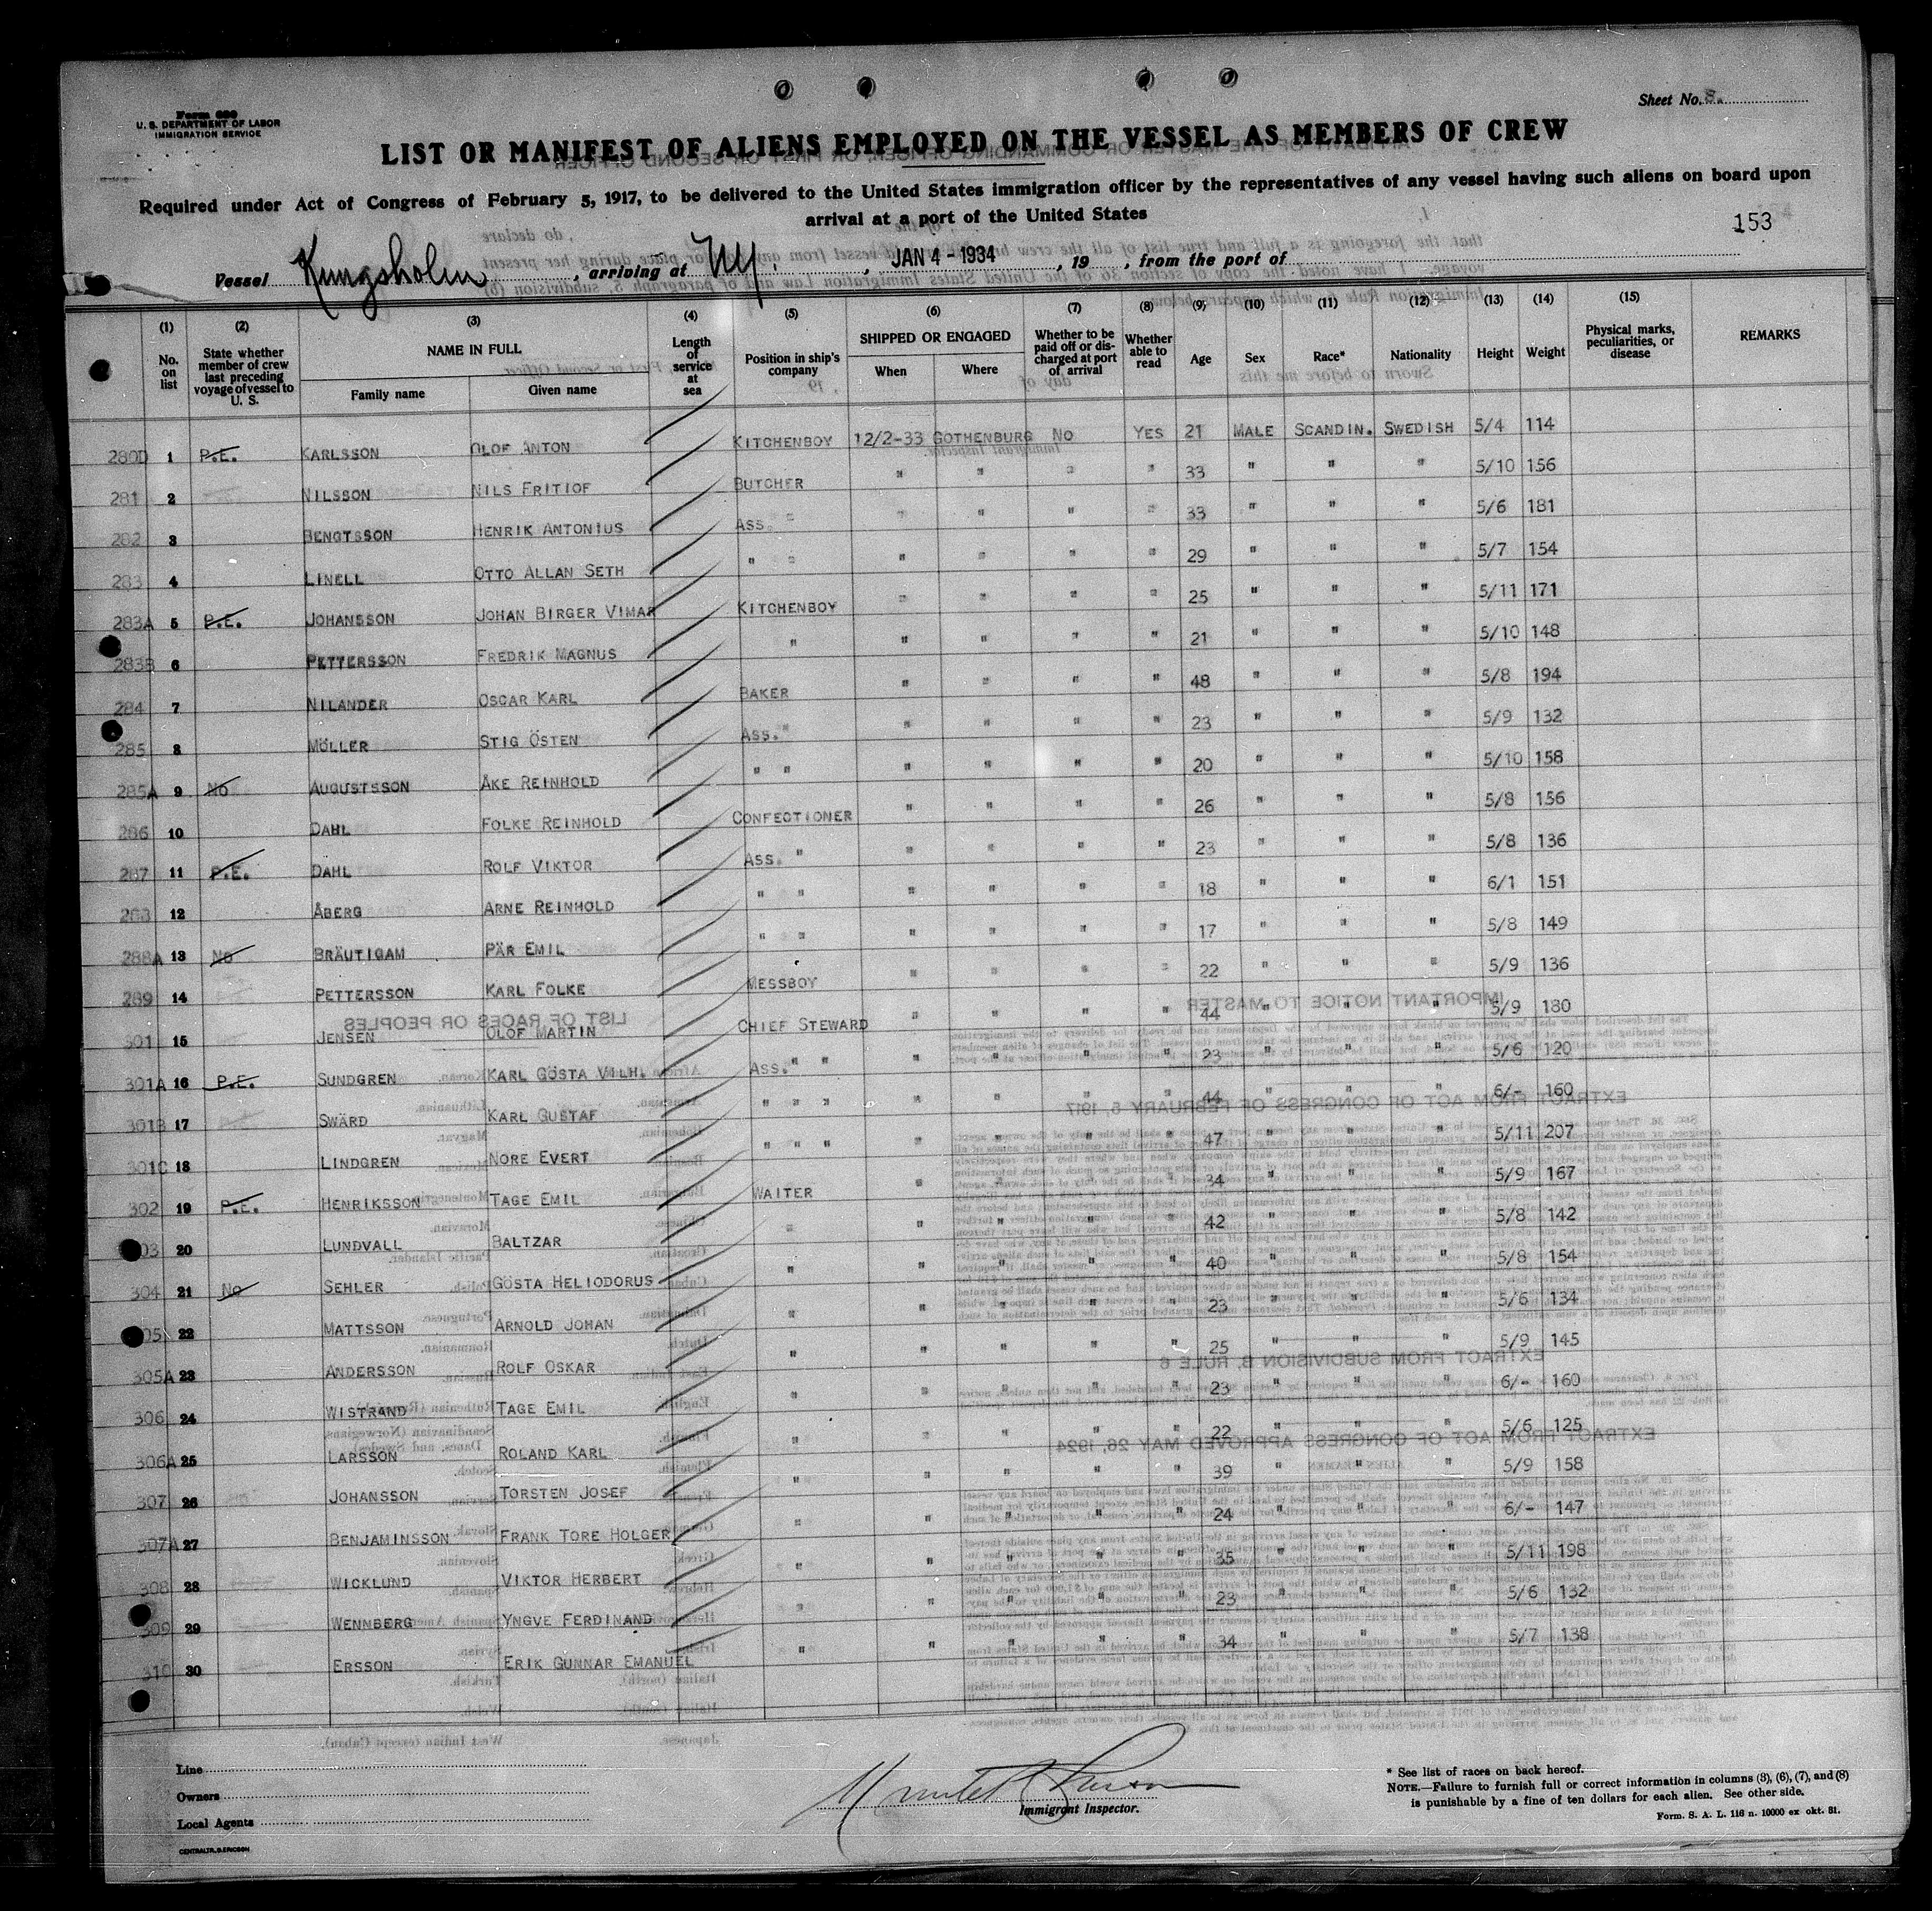 Form 689
U. S. DEPARTMENT OF LABOR
IMMIGRATION SERVICE
Sheet No. 8.
LIST OR MANIFEST OF ALIENS EMPLOYED ON THE VESSEL AS MEMBERS OF CREW
Required under Act of Congress of February 5, 1917, to be delivered to the United States immigration officer by the representatives of any vessel having such aliens on board upon
arrival at a port of the United States
153
Vessel Kungsholm, arriving at NY., JAN 4 - 1934, 19 , from the port of
(1) No. on list (2) State whether member of crew last preceding voyage of vessel to U. S. (3) NAME IN FULL Family name Given name (4) Length of service at sea (5) Position in ship's company (6) SHIPPED OR ENGAGED When Where (7) Whether to be paid off or discharged at port of arrival (8) Whether able to read (9) Age (10) Sex (11) Race* (12) Nationality (13) Height (14) Weight (15) Physical marks, peculiarities, or disease REMARKS
280D 1 P.E. KARLSSON OLOF ANTON KITCHENBOY 12/2-33 GOTHENBURG NO YES 21 MALE SCANDIN. SWEDISH 5/4 114
281 2 NILSSON NILS FRITIOF BUTCHER " " " " 33 " " " 5/10 156
282 3 BENGTSSON HENRIK ANTONIUS ASS. " " " " " 33 " " " 5/6 181
283 4 LINELL OTTO ALLAN SETH " " " " " " 29 " " " 5/7 154
283A 5 P.E. JOHANSSON JOHAN BIRGER VIMAR KITCHENBOY " " " " 25 " " " 5/11 171
283B 6 PETTERSSON FREDRIK MAGNUS " " " " " 21 " " " 5/10 148
284 7 NILANDER OSCAR KARL BAKER " " " " 48 " " " 5/8 194
285 8 MÖLLER STIG ÖSTEN ASS. " " " " " 23 " " " 5/9 132
285A 9 NO AUGUSTSSON ÅKE REINHOLD " " " " " " 20 " " " 5/10 158
286 10 DAHL FOLKE REINHOLD CONFECTIONER " " " " 26 " " " 5/8 156
287 11 P.E. DAHL ROLF VIKTOR ASS. " " " " " 23 " " " 5/8 136
288 12 ÅBERG ARNE REINHOLD " " " " " " 18 " " " 6/1 151
288A 13 NO BRÄUTIGAM PÄR EMIL " " " " " " 17 " " " 5/8 149
289 14 PETTERSSON KARL FOLKE MESSBOY " " " " 22 " " " 5/9 136
301 15 JENSEN OLOF MARTIN CHIEF STEWARD " " " " 44 " " " 5/9 180
301A 16 P.E. SUNDGREN KARL GÖSTA VILH. ASS. " " " " " " 23 " " " 5/6 120
301B 17 SWÄRD KARL GUSTAF " " " " " " " 44 " " " 6/- 160
301C 18 LINDGREN NORE EVERT " " " " " " " 47 " " " 5/11 207
302 19 P.E. HENRIKSSON TAGE EMIL WAITER " " " " 34 " " " 5/9 167
303 20 LUNDVALL BALTZAR " " " " " 42 " " " 5/8 142
304 21 NO SEHLER GÖSTA HELIODORUS " " " " " 40 " " " 5/8 154
305 22 MATTSSON ARNOLD JOHAN " " " " " 23 " " " 5/6 134
305A 23 ANDERSSON ROLF OSKAR " " " " " 25 " " " 5/9 145
306 24 WISTRAND TAGE EMIL " " " " " 23 " " " 6/- 160
306A 25 LARSSON ROLAND KARL " " " " " 22 " " " 5/6 125
307 26 JOHANSSON TORSTEN JOSEF " " " " " 39 " " " 5/9 158
307A 27 BENJAMINSSON FRANK TORE HOLGER " " " " " 24 " " " 6/- 147
308 28 WICKLUND VIKTOR HERBERT " " " " " 35 " " " 5/11 198
309 29 WENNBERG YNGVE FERDINAND " " " " " 23 " " " 5/6 132
310 30 ERSSON ERIK GUNNAR EMANUEL " " " " " 34 " " " 5/7 138
Line
Owners
Local Agents
CENTRALTR. D. ERICSON
Immigrant Inspector.
* See list of races on back hereof.
NOTE.—Failure to furnish full or correct information in columns (3), (6), (7), and (8)
is punishable by a fine of ten dollars for each alien. See other side.
Form. S. A. L. 116 n. 10000 ex okt. 31.